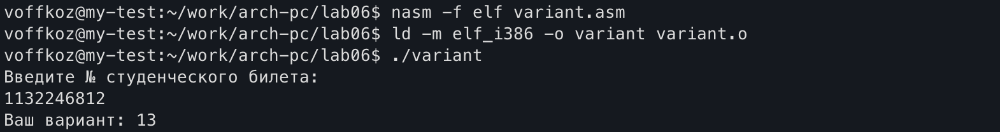 voffkoz@my-test:~/work/arch-pc/lab06$ nasm -f elf variant.asm
voffkoz@my-test:~/work/arch-pc/lab06$ ld -m elf_i386 -o variant variant.o
voffkoz@my-test:~/work/arch-pc/lab06$ ./variant
Введите № студенческого билета:
1132246812
Ваш вариант: 13